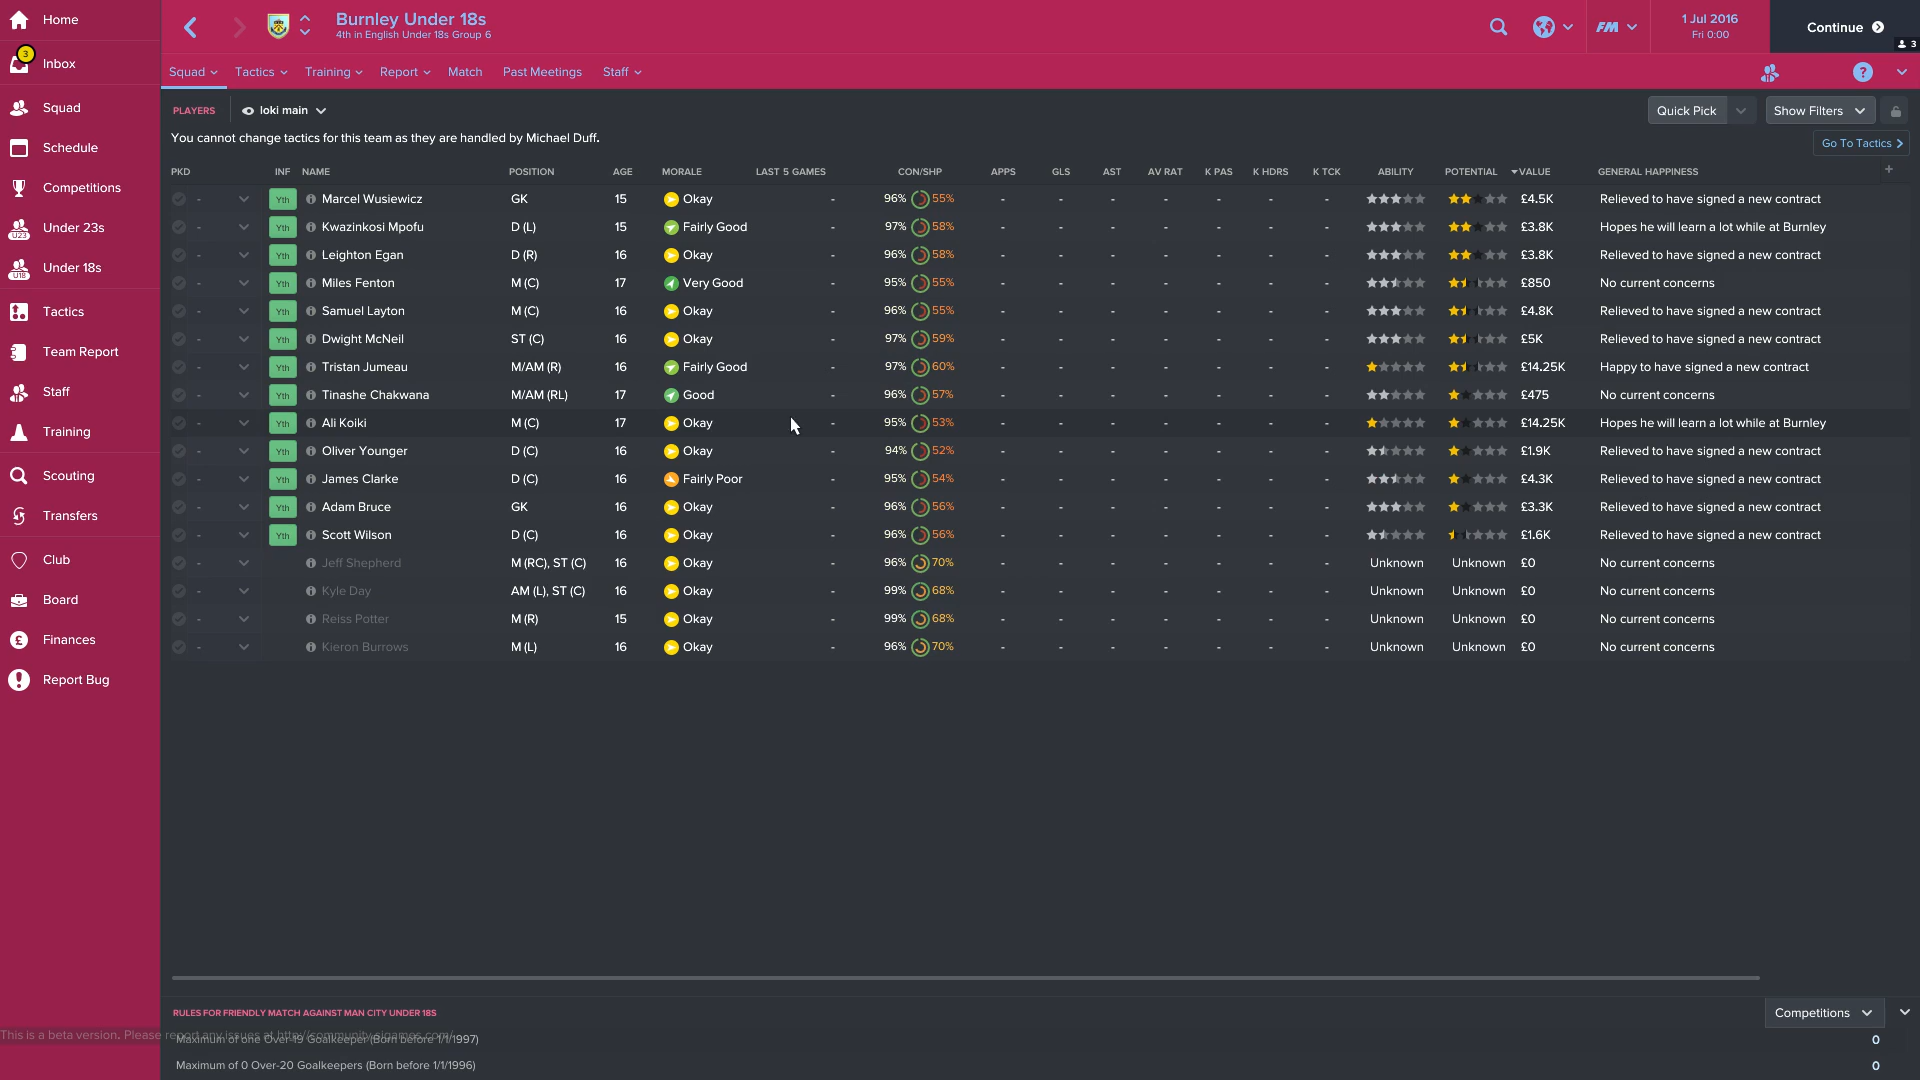 Home
3
Inbox
Squad
Schedule
Competitions
U23
Under 23s
U18
Under 18s
Tactics
Team Report
Staff
Training
Scouting
Transfers
Club
Board
Finances
Report Bug
Burnley Under 18s
4th in English Under 18s Group 6
FM
1 Jul 2016
Fri 0:00
Continue
3
Squad Tactics Training Report Match Past Meetings Staff
?
PLAYERS loki main Quick Pick Show Filters
You cannot change tactics for this team as they are handled by Michael Duff. Go To Tactics
PKD INF NAME POSITION AGE MORALE LAST 5 GAMES CON/SHP APPS GLS AST AV RAT K PAS K HDRS K TCK ABILITY POTENTIAL VALUE GENERAL HAPPINESS +
- Yth Marcel Wusiewicz GK 15 Okay - 96% 55% - - - - - - - £4.5K Relieved to have signed a new contract
- Yth Kwazinkosi Mpofu D (L) 15 Fairly Good - 97% 58% - - - - - - - £3.8K Hopes he will learn a lot while at Burnley
- Yth Leighton Egan D (R) 16 Okay - 96% 58% - - - - - - - £3.8K Relieved to have signed a new contract
- Yth Miles Fenton M (C) 17 Very Good - 95% 55% - - - - - - - £850 No current concerns
- Yth Samuel Layton M (C) 16 Okay - 96% 55% - - - - - - - £4.8K Relieved to have signed a new contract
- Yth Dwight McNeil ST (C) 16 Okay - 97% 59% - - - - - - - £5K Relieved to have signed a new contract
- Yth Tristan Jumeau M/AM (R) 16 Fairly Good - 97% 60% - - - - - - - £14.25K Happy to have signed a new contract
- Yth Tinashe Chakwana M/AM (RL) 17 Good - 96% 57% - - - - - - - £475 No current concerns
- Yth Ali Koiki M (C) 17 Okay - 95% 53% - - - - - - - £14.25K Hopes he will learn a lot while at Burnley
- Yth Oliver Younger D (C) 16 Okay - 94% 52% - - - - - - - £1.9K Relieved to have signed a new contract
- Yth James Clarke D (C) 16 Fairly Poor - 95% 54% - - - - - - - £4.3K Relieved to have signed a new contract
- Yth Adam Bruce GK 16 Okay - 96% 56% - - - - - - - £3.3K Relieved to have signed a new contract
- Yth Scott Wilson D (C) 16 Okay - 96% 56% - - - - - - - £1.6K Relieved to have signed a new contract
- Jeff Shepherd M (RC), ST (C) 16 Okay - 96% 70% - - - - - - - Unknown Unknown £0 No current concerns
- Kyle Day AM (L), ST (C) 16 Okay - 99% 68% - - - - - - - Unknown Unknown £0 No current concerns
- Reiss Potter M (R) 15 Okay - 99% 68% - - - - - - - Unknown Unknown £0 No current concerns
- Kieron Burrows M (L) 16 Okay - 96% 70% - - - - - - - Unknown Unknown £0 No current concerns
RULES FOR FRIENDLY MATCH AGAINST MAN CITY UNDER 18S Competitions
This is a beta version. Please report any issues at http://community.sigames.com/
Maximum of one Over-19 Goalkeeper (Born before 1/1/1997) 0
Maximum of 0 Over-20 Goalkeepers (Born before 1/1/1996) 0